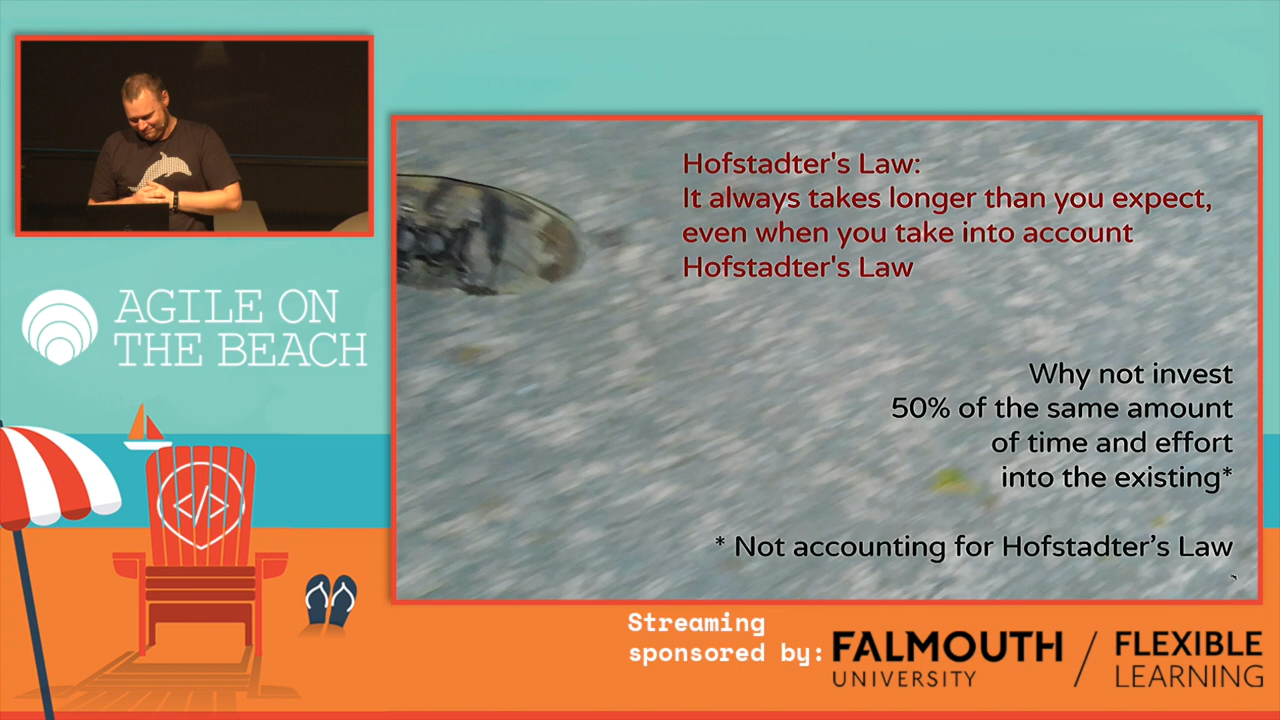 AGILE ON
THE BEACH
</>
Hofstadter's Law:
It always takes longer than you expect,
even when you take into account
Hofstadter's Law
Why not invest
50% of the same amount
of time and effort
into the existing*
* Not accounting for Hofstadter’s Law
Streaming
sponsored by:
FALMOUTH
UNIVERSITY
/
FLEXIBLE
LEARNING